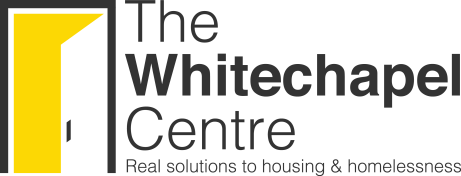 The
Whitechapel
Centre
Real solutions to housing & homelessness